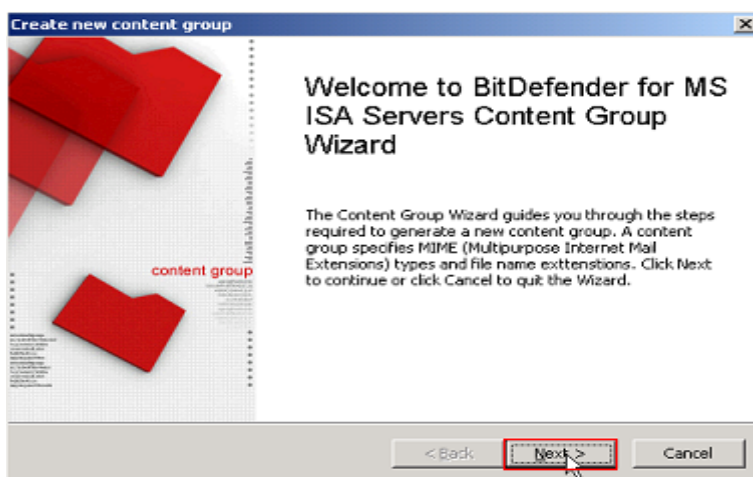 Create new content group
Welcome to BitDefender for MS
ISA Servers Content Group
Wizard
The Content Group Wizard guides you through the steps
required to generate a new content group. A content
group specifies MIME (Multipurpose Internet Mail
Extensions) types and file name exttenstions. Click Next
to continue or click Cancel to quit the Wizard.
content group
< Back
Next >
Cancel